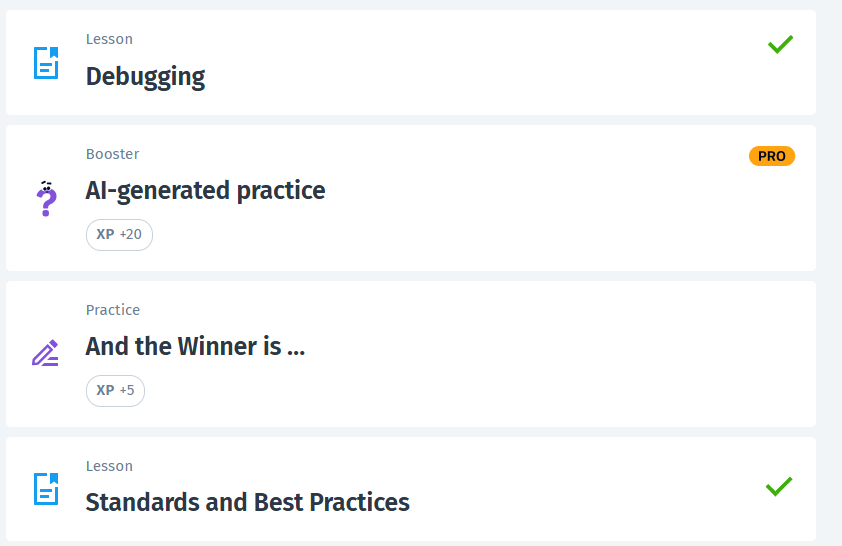 Lesson
Debugging
Booster
PRO
AI-generated practice
XP +20
Practice
And the Winner is ...
XP +5
Lesson
Standards and Best Practices